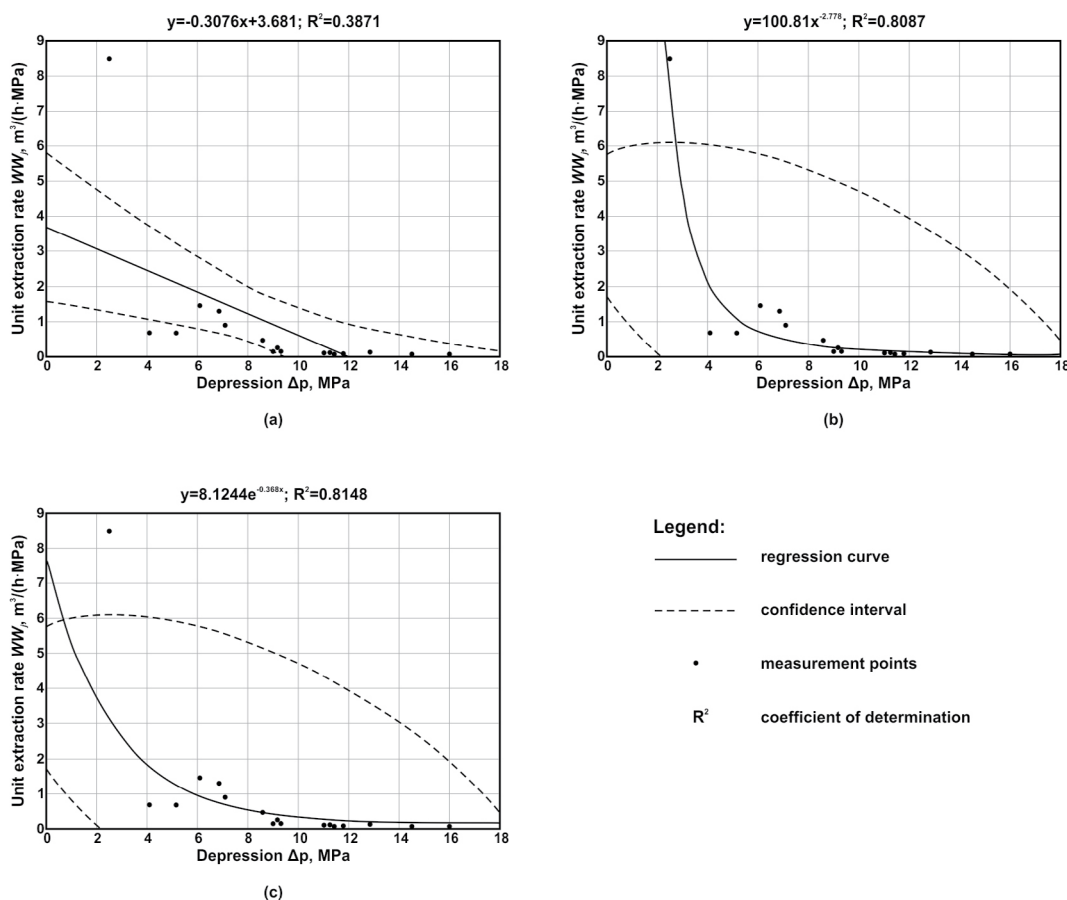 y=-0.3076x+3.681; R²=0.3871
9
8
7
6
5
4
3
2
1
0
Unit extraction rate WWⱼ, m³/(h·MPa)
0 2 4 6 8 10 12 14 16 18
Depression Δp, MPa
(a)
y=100.81x⁻²·⁷⁷⁸; R²=0.8087
9
8
7
6
5
4
3
2
1
0
Unit extraction rate WWⱼ, m³/(h·MPa)
0 2 4 6 8 10 12 14 16 18
Depression Δp, MPa
(b)
y=8.1244e⁻⁰·³⁶⁸ˣ; R²=0.8148
9
8
7
6
5
4
3
2
1
0
Unit extraction rate WWⱼ, m³/(h·MPa)
0 2 4 6 8 10 12 14 16 18
Depression Δp, MPa
(c)
Legend:
regression curve
confidence interval
measurement points
R² coefficient of determination